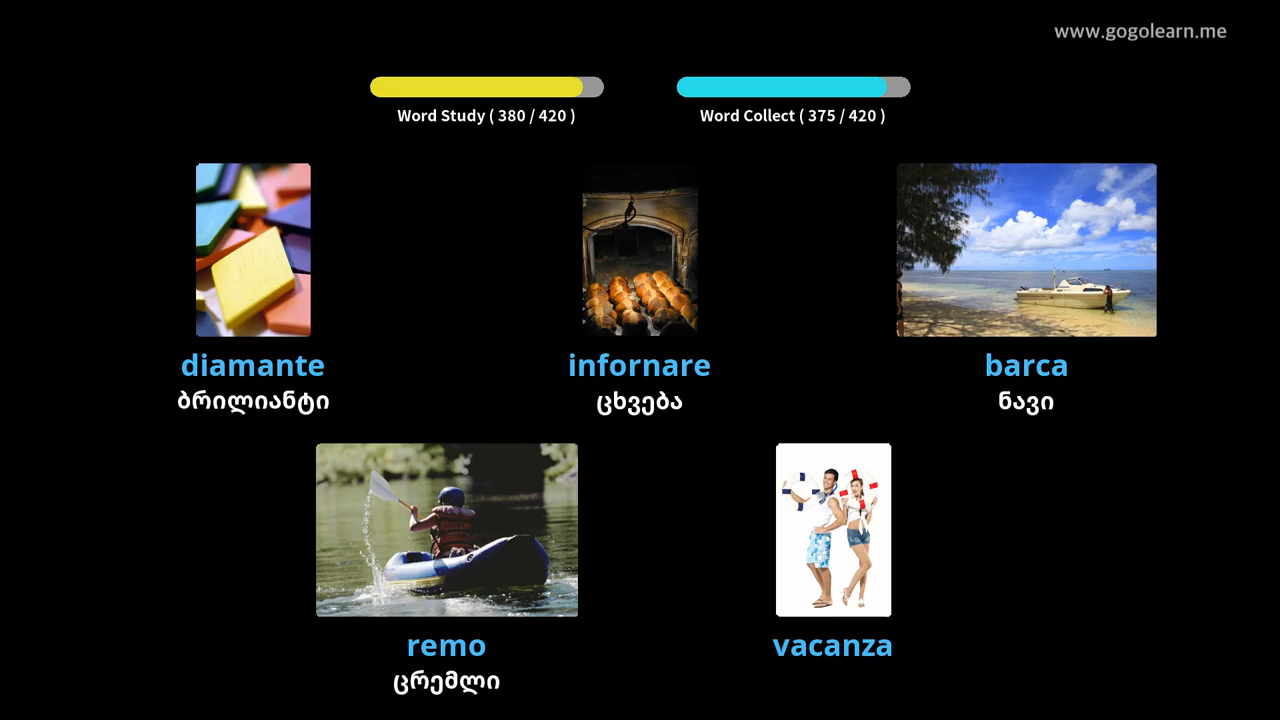 www.gogolearn.me
Word Study ( 380 / 420 )
Word Collect ( 375 / 420 )
diamante
ბრილიანტი
infornare
ცხვება
barca
ნავი
remo
ცრემლი
vacanza